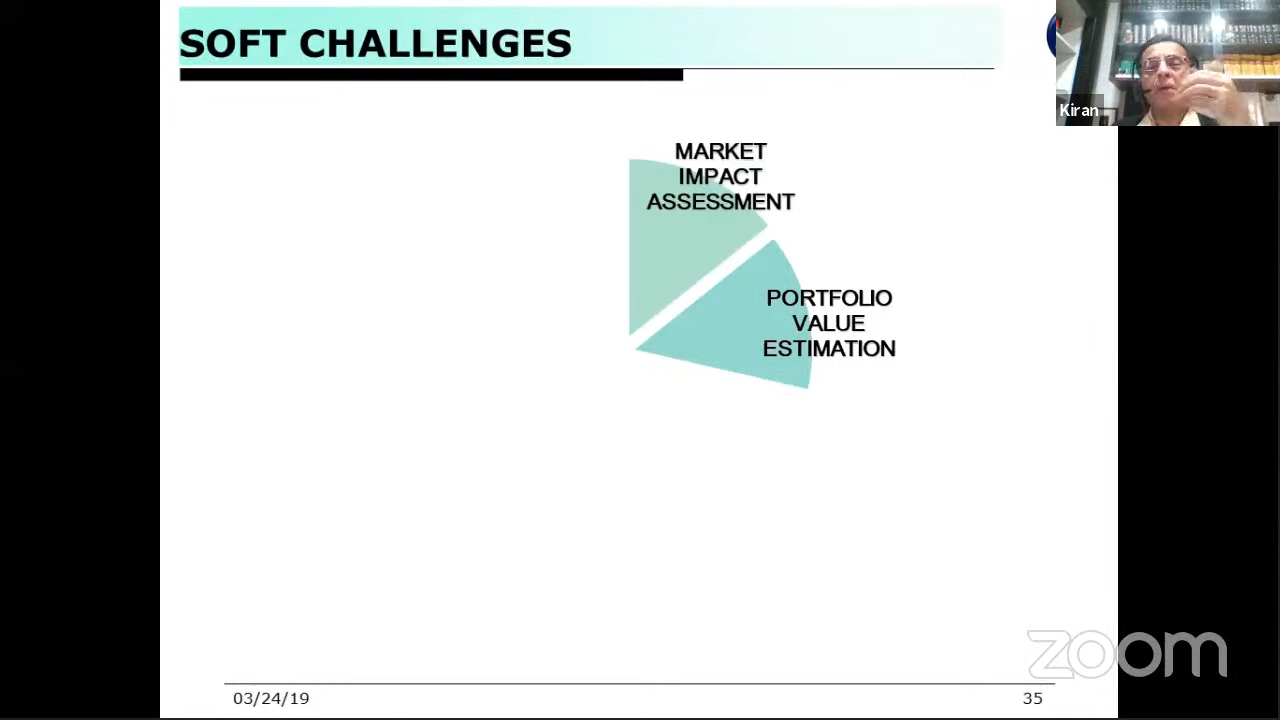 SOFT CHALLENGES
Kiran
MARKET
IMPACT
ASSESSMENT
PORTFOLIO
VALUE
ESTIMATION
zoom
03/24/19
35